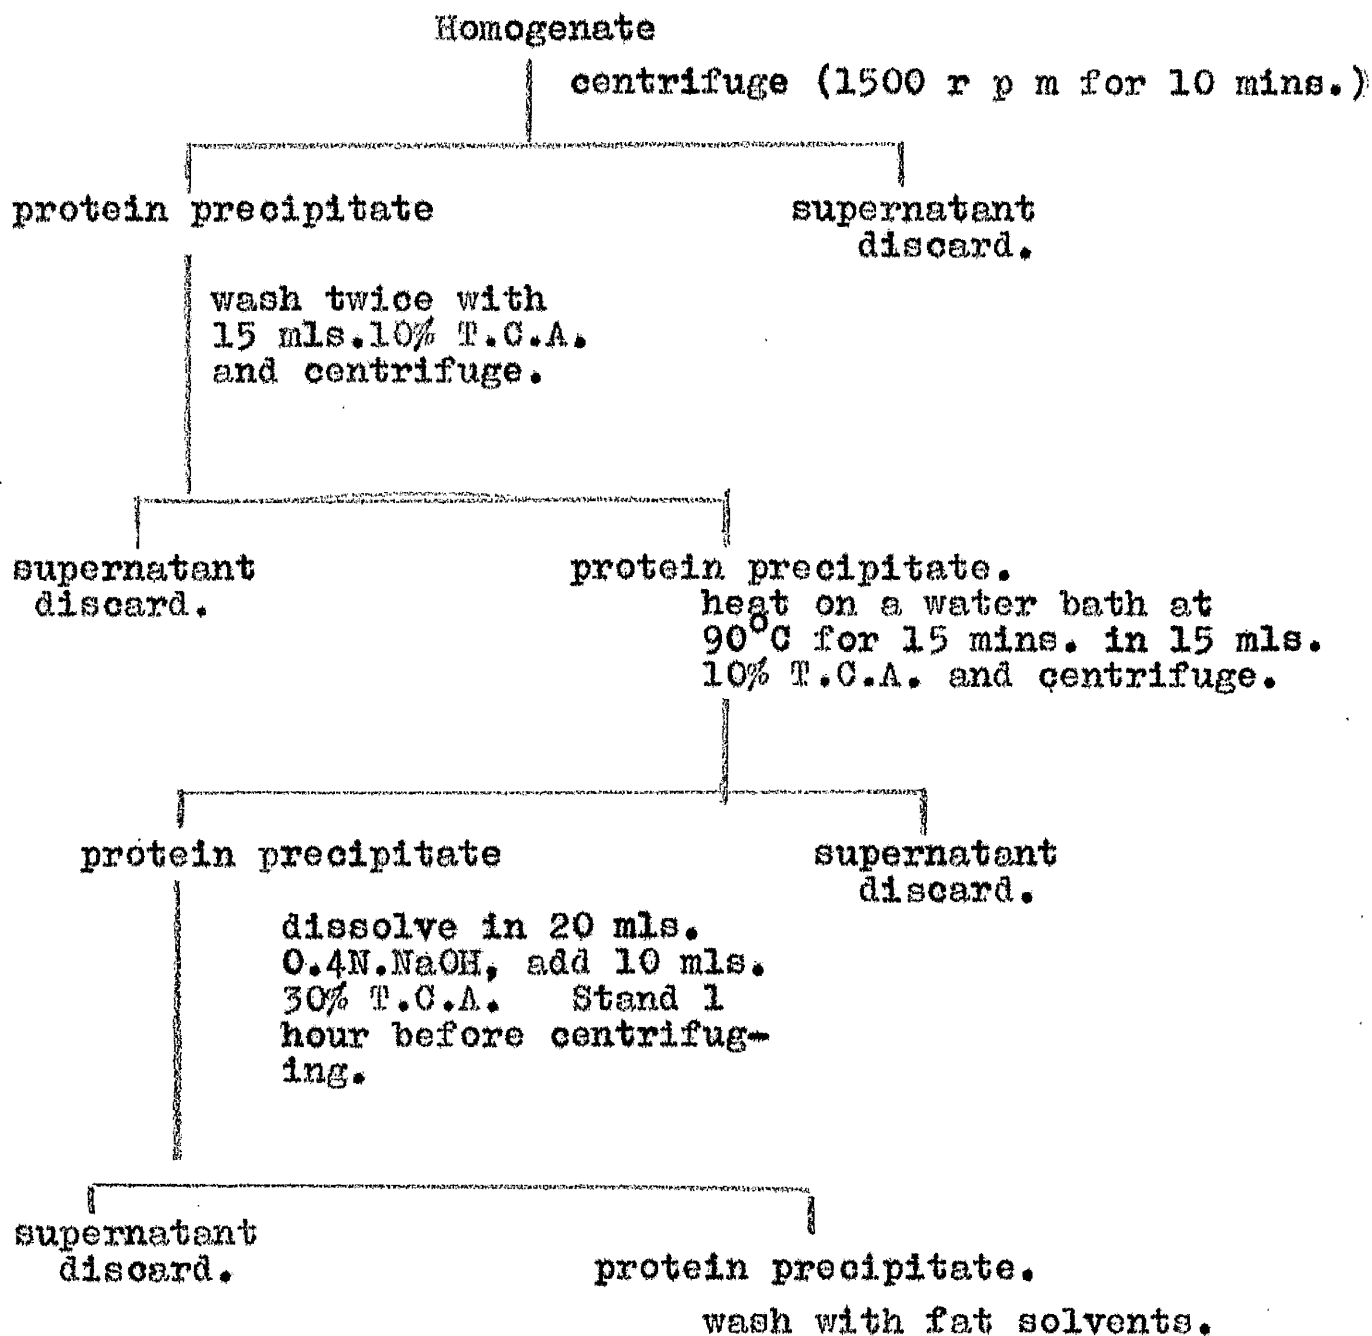 Homogenate
centrifuge (1500 r p m for 10 mins.)
protein precipitate
supernatant
discard.
wash twice with
15 mls.10% T.C.A.
and centrifuge.
supernatant
discard.
protein precipitate.
heat on a water bath at
90°C for 15 mins. in 15 mls.
10% T.C.A. and centrifuge.
protein precipitate
supernatant
discard.
dissolve in 20 mls.
0.4N.NaOH, add 10 mls.
30% T.C.A. Stand 1
hour before centrifug-
ing.
supernatant
discard.
protein precipitate.
wash with fat solvents.